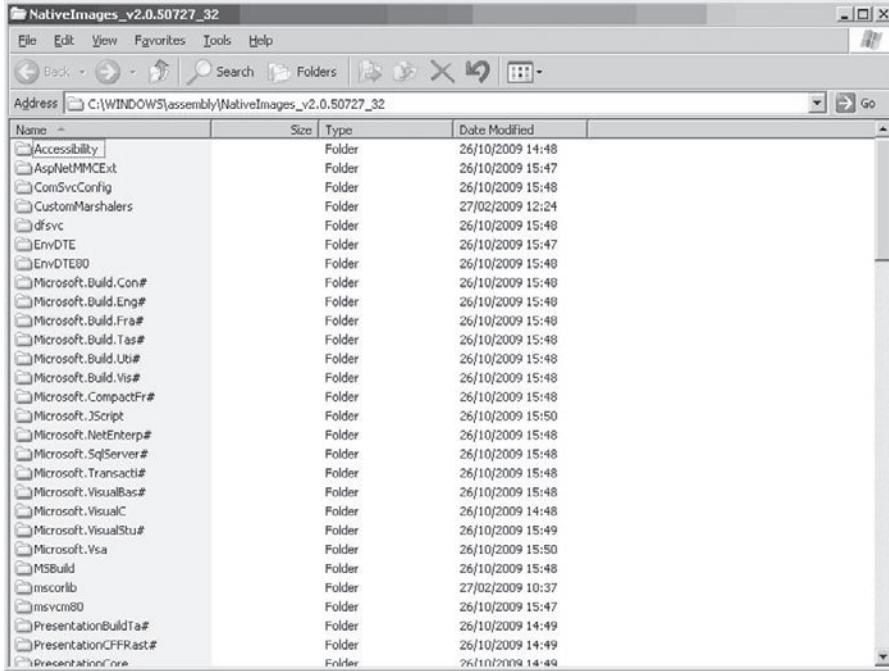 NativeImages_v2.0.50727_32
File Edit View Favorites Tools Help
Back Search Folders
Address C:\WINDOWS\assembly\NativeImages_v2.0.50727_32 Go
Name Size Type Date Modified
Accessibility Folder 26/10/2009 14:48
AspNetMMCExt Folder 26/10/2009 15:47
ComSvcConfig Folder 26/10/2009 15:48
CustomMarshalers Folder 27/02/2009 12:24
dfsvc Folder 26/10/2009 15:48
EnvDTE Folder 26/10/2009 15:47
EnvDTE80 Folder 26/10/2009 15:48
Microsoft.Build.Con# Folder 26/10/2009 15:48
Microsoft.Build.Eng# Folder 26/10/2009 15:48
Microsoft.Build.Fra# Folder 26/10/2009 15:48
Microsoft.Build.Tas# Folder 26/10/2009 15:48
Microsoft.Build.Uti# Folder 26/10/2009 15:48
Microsoft.Build.Vis# Folder 26/10/2009 15:48
Microsoft.CompactFr# Folder 26/10/2009 15:48
Microsoft.JScript Folder 26/10/2009 15:50
Microsoft.NetEnterp# Folder 26/10/2009 15:48
Microsoft.SqlServer# Folder 26/10/2009 15:48
Microsoft.Transacti# Folder 26/10/2009 15:48
Microsoft.VisualBas# Folder 26/10/2009 15:48
Microsoft.VisualC Folder 26/10/2009 14:48
Microsoft.VisualStu# Folder 26/10/2009 15:49
Microsoft.Vsa Folder 26/10/2009 15:50
MSBuild Folder 26/10/2009 15:48
mscorlib Folder 27/02/2009 10:37
msvcm80 Folder 26/10/2009 15:47
PresentationBuildTa# Folder 26/10/2009 14:49
PresentationCFFRast# Folder 26/10/2009 14:49
PresentationCore Folder 26/10/2009 14:49